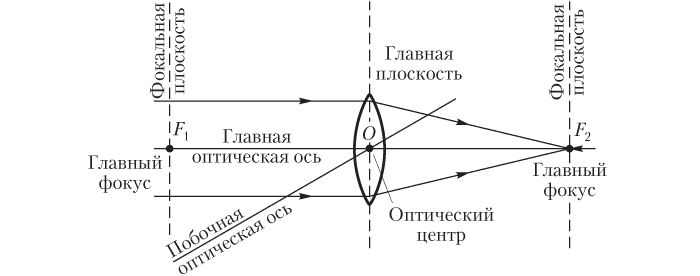 Фокальная
плоскость
Главная
плоскость
Фокальная
плоскость
F₁
Главная
оптическая ось
O
F₂
Главный
фокус
Главный
фокус
Побочная
оптическая ось
Оптический
центр